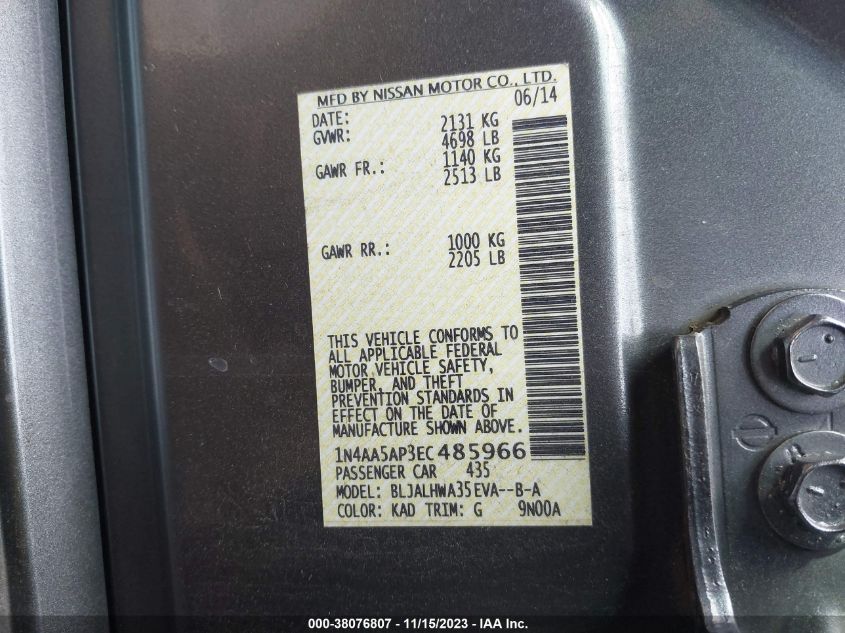 MFD BY NISSAN MOTOR CO., LTD.
DATE: 06/14
GVWR: 2131 KG
4698 LB
GAWR FR.: 1140 KG
2513 LB
GAWR RR.: 1000 KG
2205 LB
THIS VEHICLE CONFORMS TO
ALL APPLICABLE FEDERAL
MOTOR VEHICLE SAFETY,
BUMPER, AND THEFT
PREVENTION STANDARDS IN
EFFECT ON THE DATE OF
MANUFACTURE SHOWN ABOVE.
1N4AA5AP3EC485966
PASSENGER CAR 435
MODEL: BLJALHWA35EVA--B-A
COLOR: KAD TRIM: G 9N00A
000-38076807 - 11/15/2023 - IAA Inc.